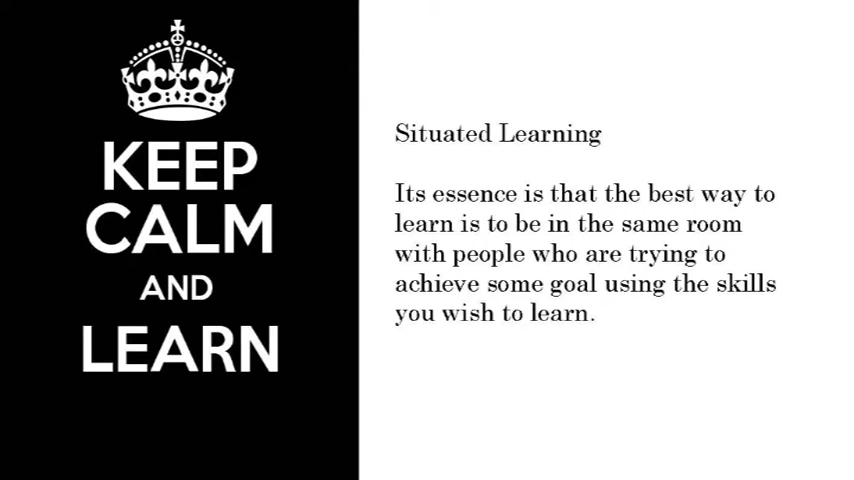 KEEP
CALM
AND
LEARN
Situated Learning
Its essence is that the best way to
learn is to be in the same room
with people who are trying to
achieve some goal using the skills
you wish to learn.